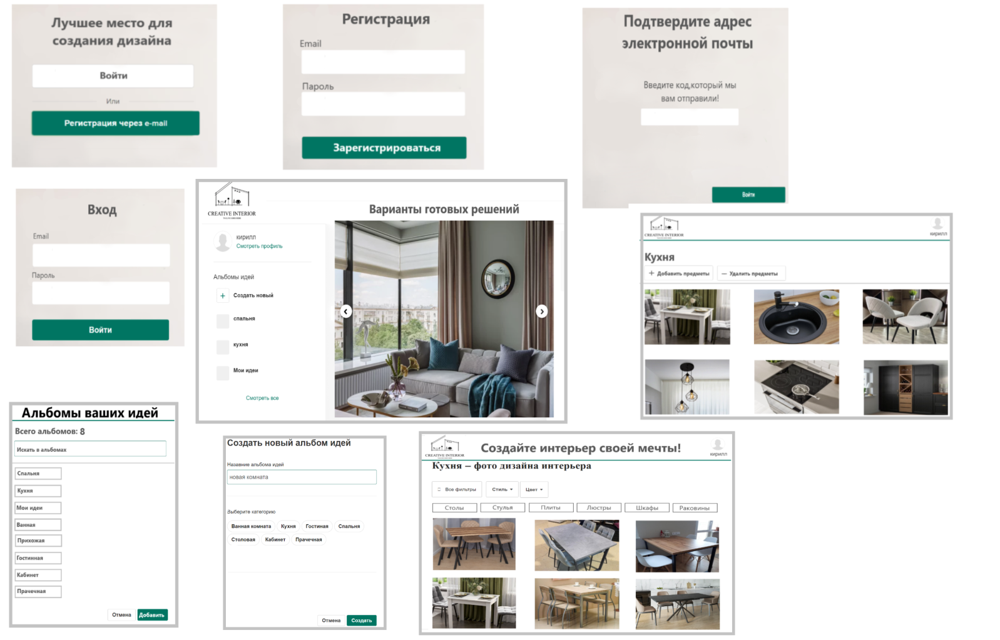 Лучшее место для
создания дизайна
Войти
Или
Регистрация через e-mail
Регистрация
Email
Пароль
Зарегистрироваться
Подтвердите адрес
электронной почты
Введите код,который мы
вам отправили!
Войти
Вход
Email
Пароль
Войти
CREATIVE INTERIOR
Варианты готовых решений
кирилл
Смотреть профиль
Альбомы идей
+ Создать новый
спальня
кухня
Мои идеи
Смотреть все
CREATIVE INTERIOR
кирилл
Кухня
+ Добавить предметы
— Удалить предметы
Альбомы ваших идей
Всего альбомов: 8
Искать в альбомах
Спальня
Кухня
Мои идеи
Ванная
Прихожая
Гостинная
Кабинет
Прачечная
Отмена Добавить
Создать новый альбом идей
Назавние альбома идей
новая комната
Выберите категорию
Ванная комната Кухня Гостиная Спальня
Столовая Кабинет Прачечная
Отмена Создать
CREATIVE INTERIOR
Создайте интерьер своей мечты!
кирилл
Кухня – фото дизайна интерьера
Все фильтры Стиль Цвет
Столы Стулья Плиты Люстры Шкафы Раковины